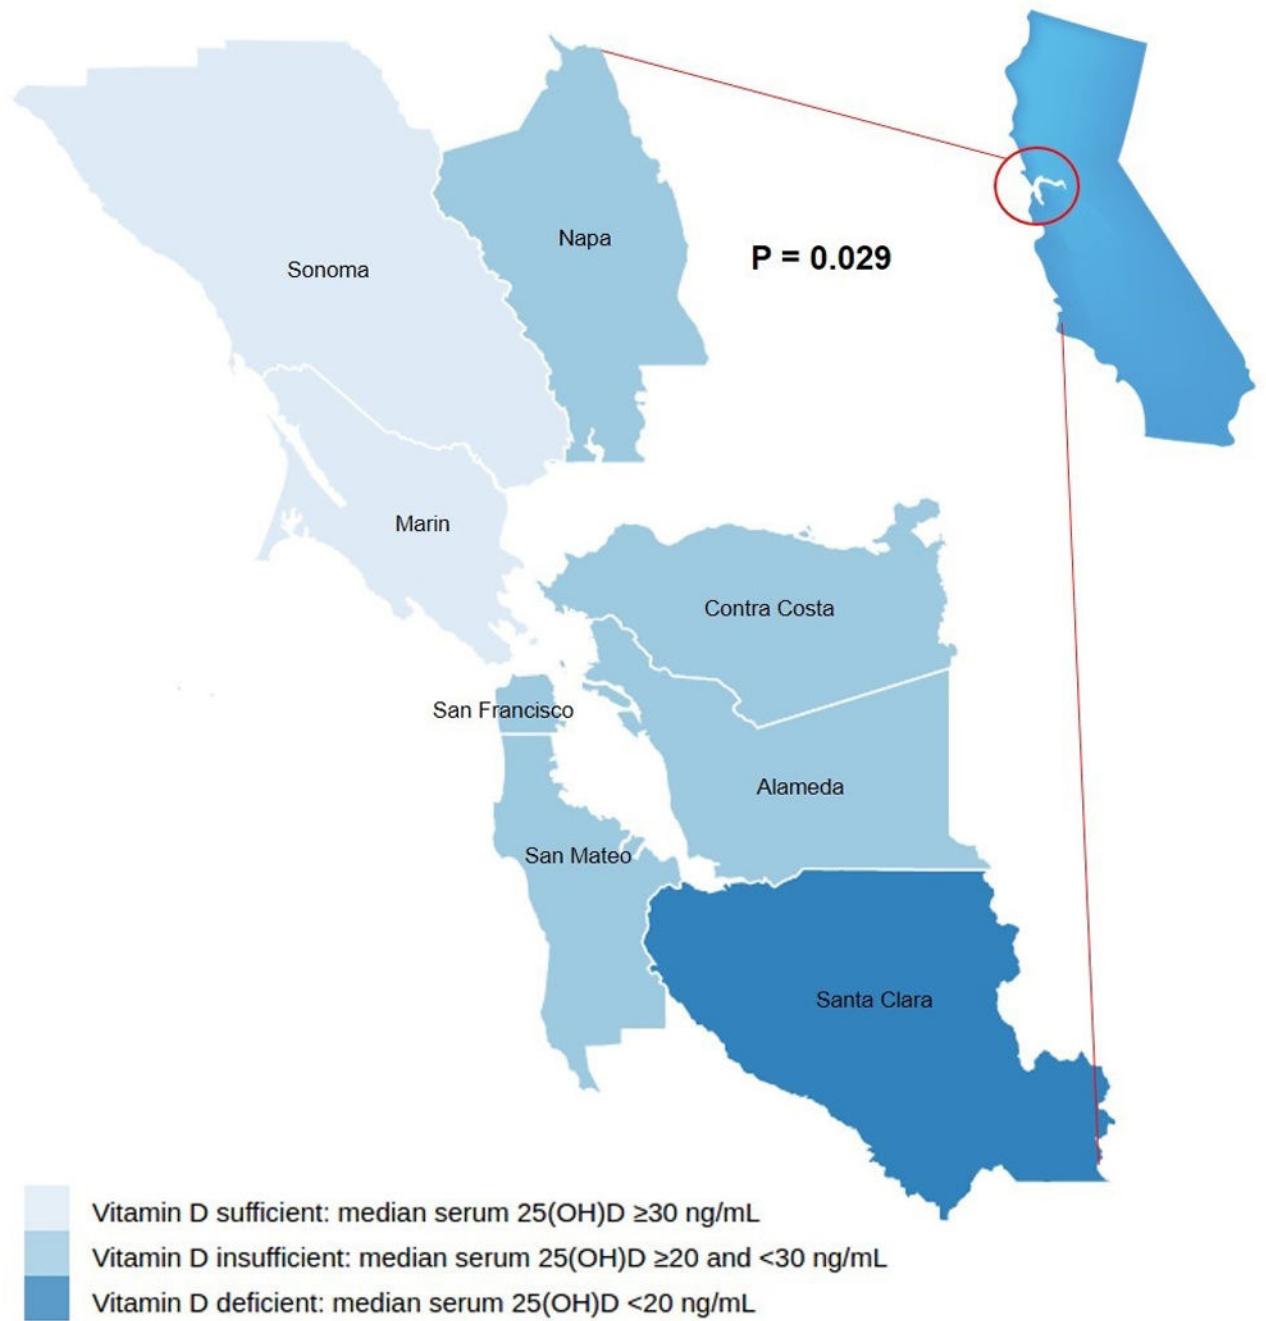 Napa
P = 0.029
Sonoma
Marin
Contra Costa
San Francisco
Alameda
San Mateo
Santa Clara
Vitamin D sufficient: median serum 25(OH)D ≥30 ng/mL
Vitamin D insufficient: median serum 25(OH)D ≥20 and <30 ng/mL
Vitamin D deficient: median serum 25(OH)D <20 ng/mL